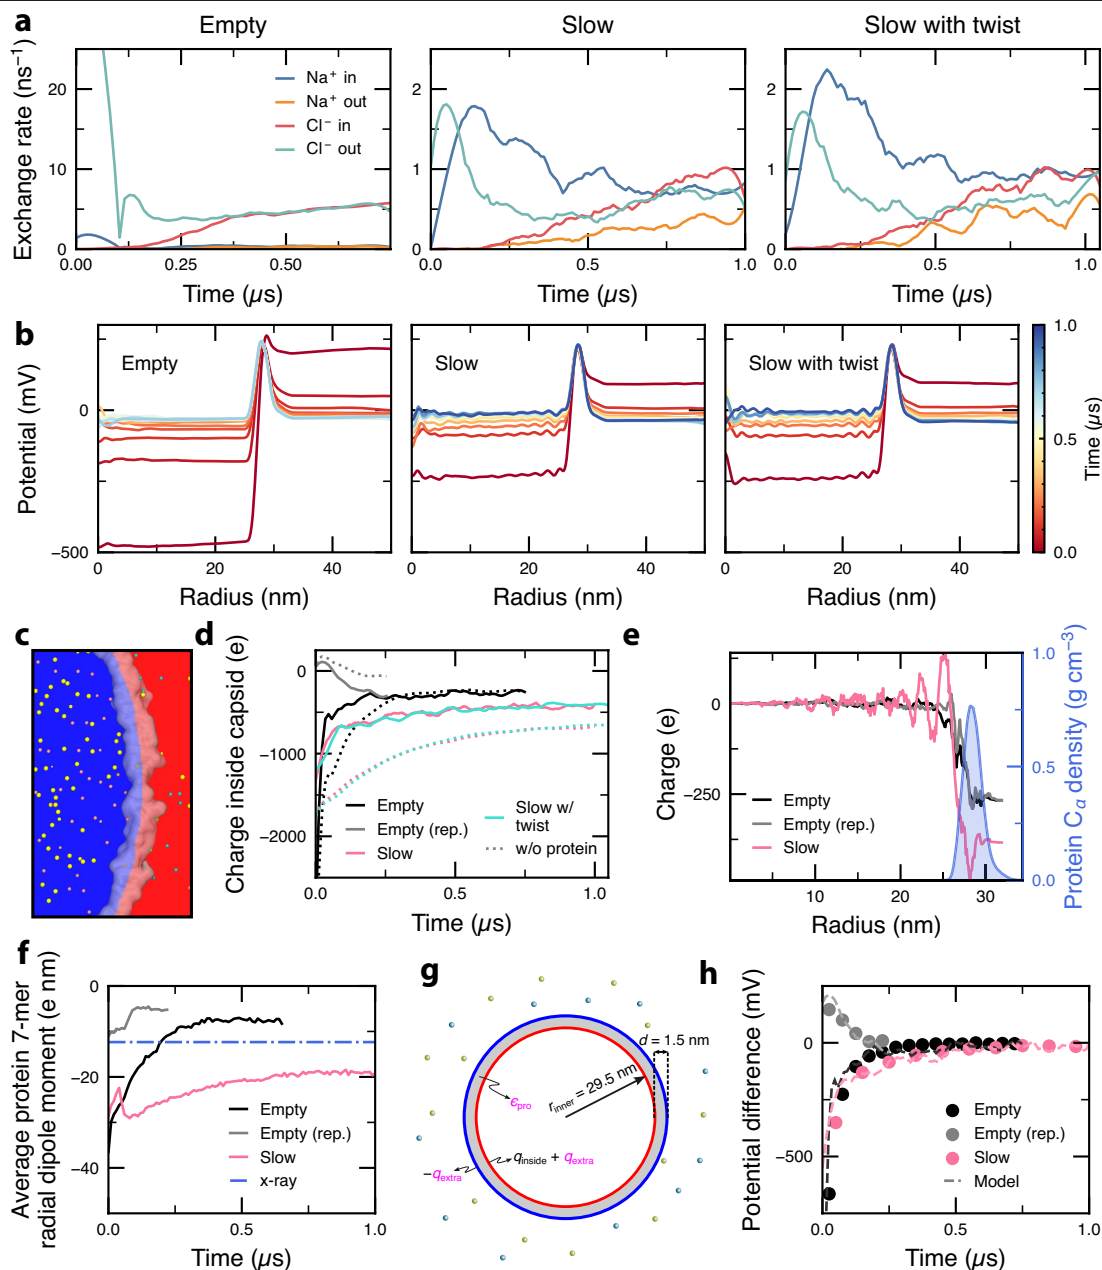 a
Empty
Slow
Slow with twist
Exchange rate (ns⁻¹)
20
10
0
Na⁺ in
Na⁺ out
Cl⁻ in
Cl⁻ out
2
1
0
2
1
0
0.00
0.25
0.50
0.0
0.5
1.0
0.0
0.5
1.0
Time (μs)
Time (μs)
Time (μs)
b
Potential (mV)
0
−500
Empty
Slow
Slow with twist
1.0
0.5
0.0
Time (μs)
0
20
40
0
20
40
0
20
40
Radius (nm)
Radius (nm)
Radius (nm)
c
d
Charge inside capsid (e)
0
−1000
−2000
Empty
Empty (rep.)
Slow
Slow w/
twist
w/o protein
0.0
0.5
1.0
Time (μs)
e
Charge (e)
0
−250
Empty
Empty (rep.)
Slow
1.0
0.5
0.0
Protein Cα density (g cm⁻³)
0
10
20
30
Radius (nm)
f
Average protein 7-mer
radial dipole moment (e nm)
0
−20
−40
Empty
Empty (rep.)
Slow
x-ray
0.0
0.5
1.0
Time (μs)
g
d = 1.5 nm
r_inner = 29.5 nm
ϵ_pro
q_inside + q_extra
−q_extra
h
Potential difference (mV)
0
−500
Empty
Empty (rep.)
Slow
Model
0.0
0.5
1.0
Time (μs)